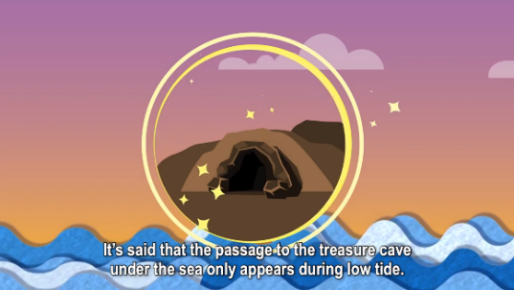 It's said that the passage to the treasure cave
under the sea only appears during low tide.